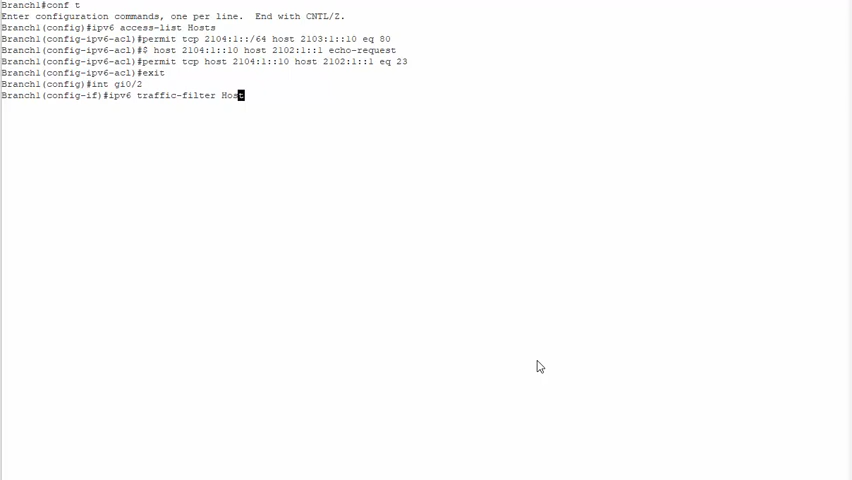 Branch1#conf t
Enter configuration commands, one per line.  End with CNTL/Z.
Branch1(config)#ipv6 access-list Hosts
Branch1(config-ipv6-acl)#permit tcp 2104:1::/64 host 2103:1::10 eq 80
Branch1(config-ipv6-acl)#$ host 2104:1::10 host 2102:1::1 echo-request
Branch1(config-ipv6-acl)#permit tcp host 2104:1::10 host 2102:1::1 eq 23
Branch1(config-ipv6-acl)#exit
Branch1(config)#int gi0/2
Branch1(config-if)#ipv6 traffic-filter Host